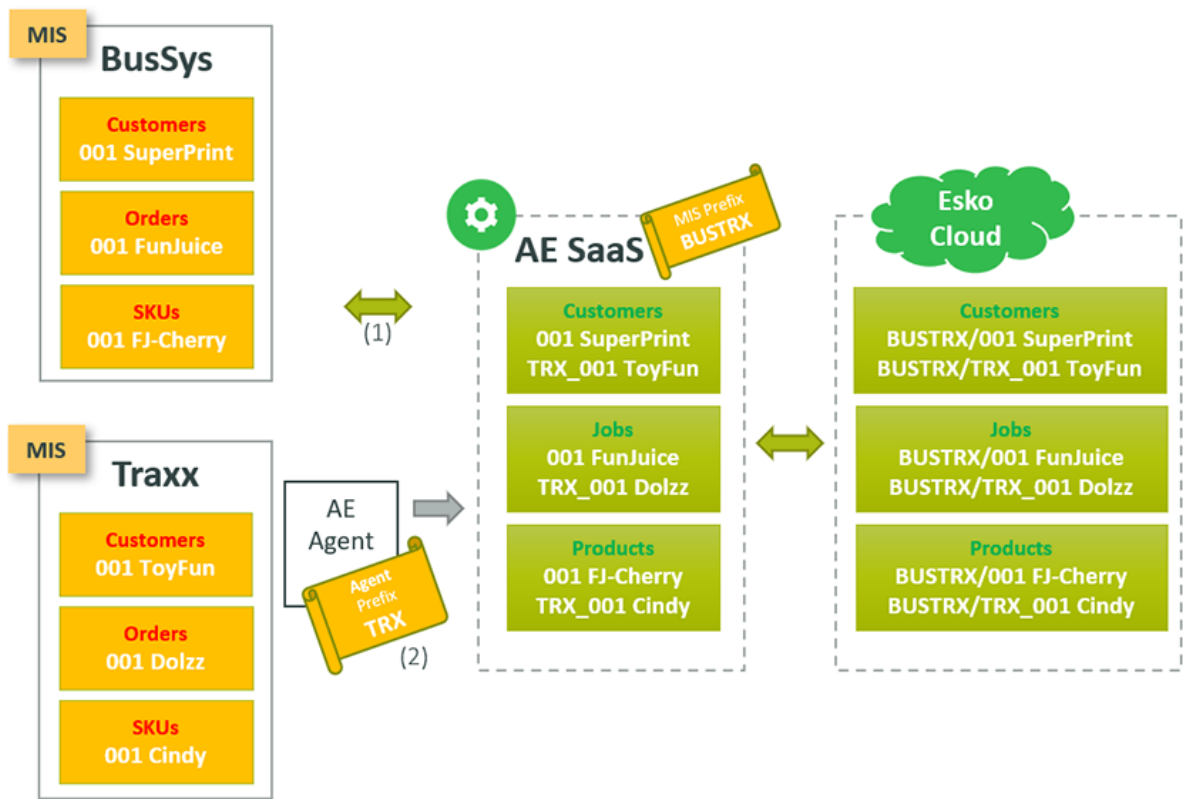 MIS
BusSys
Customers
001 SuperPrint
Orders
001 FunJuice
SKUs
001 FJ-Cherry
(1)
MIS
Traxx
Customers
001 ToyFun
Orders
001 Dolzz
SKUs
001 Cindy
AE
Agent
Agent
Prefix
TRX
(2)
AE SaaS
MIS Prefix
BUSTRX
Customers
001 SuperPrint
TRX_001 ToyFun
Jobs
001 FunJuice
TRX_001 Dolzz
Products
001 FJ-Cherry
TRX_001 Cindy
Esko
Cloud
Customers
BUSTRX/001 SuperPrint
BUSTRX/TRX_001 ToyFun
Jobs
BUSTRX/001 FunJuice
BUSTRX/TRX_001 Dolzz
Products
BUSTRX/001 FJ-Cherry
BUSTRX/TRX_001 Cindy